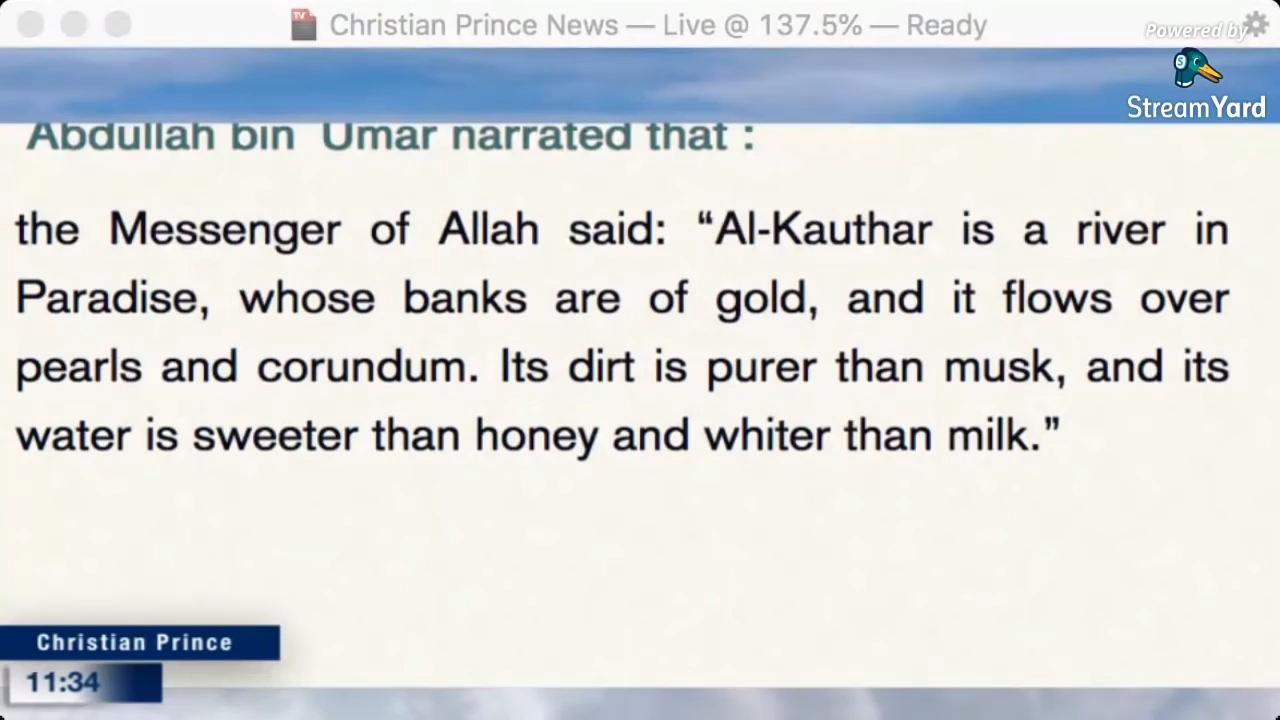 TV Christian Prince News — Live @ 137.5% — Ready
Powered by
S
StreamYard
Abdullah bin Umar narrated that :
the Messenger of Allah said: “Al-Kauthar is a river in
Paradise, whose banks are of gold, and it flows over
pearls and corundum. Its dirt is purer than musk, and its
water is sweeter than honey and whiter than milk.”
Christian Prince
11:34